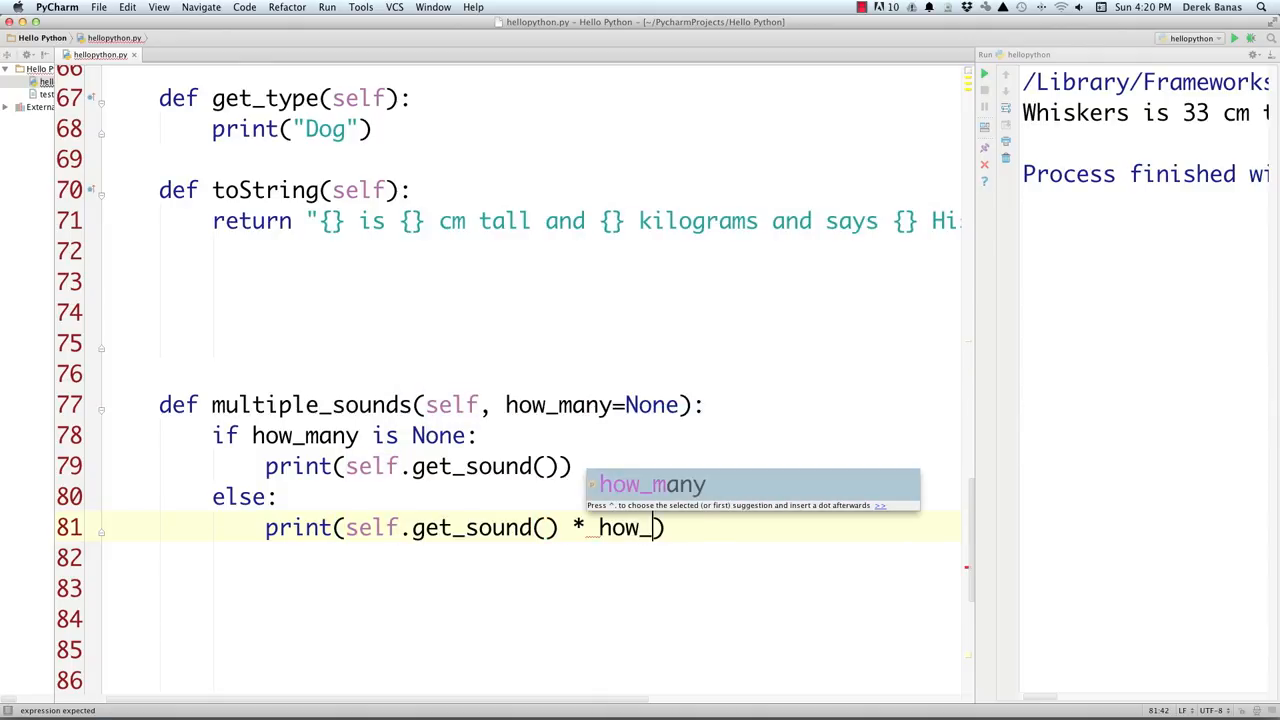 PyCharm File Edit View Navigate Code Refactor Run Tools VCS Window Help 10 Sun 4:20 PM Derek Banas
hellopython.py – Hello Python – [~/PycharmProjects/Hello Python]
Hello Python hellopython.py hellopython
hellopython.py × Run hellopython
Hello P
hell
test
Externa
66
67 def get_type(self):
68 print("Dog")
69
70 def toString(self):
71 return "{} is {} cm tall and {} kilograms and says {} Hi
72
73
74
75
76
77 def multiple_sounds(self, how_many=None):
78 if how_many is None:
79 print(self.get_sound())
80 else:
how_many
Press ^. to choose the selected (or first) suggestion and insert a dot afterwards >>
81 print(self.get_sound() * how_)
82
83
84
85
86
/Library/Frameworks
Whiskers is 33 cm t
Process finished wi
expression expected 81:42 LF UTF-8